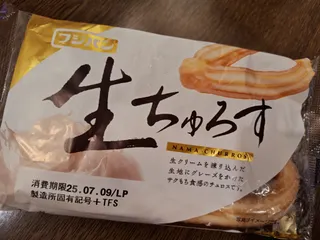 フジパン
生ちゅろす
NAMA CHURROS
生クリームを練り込んだ
生地にグレーズをかけた
サクもち食感のチュロスです。
消費期限25.07.09/LP
製造所固有記号+TFS